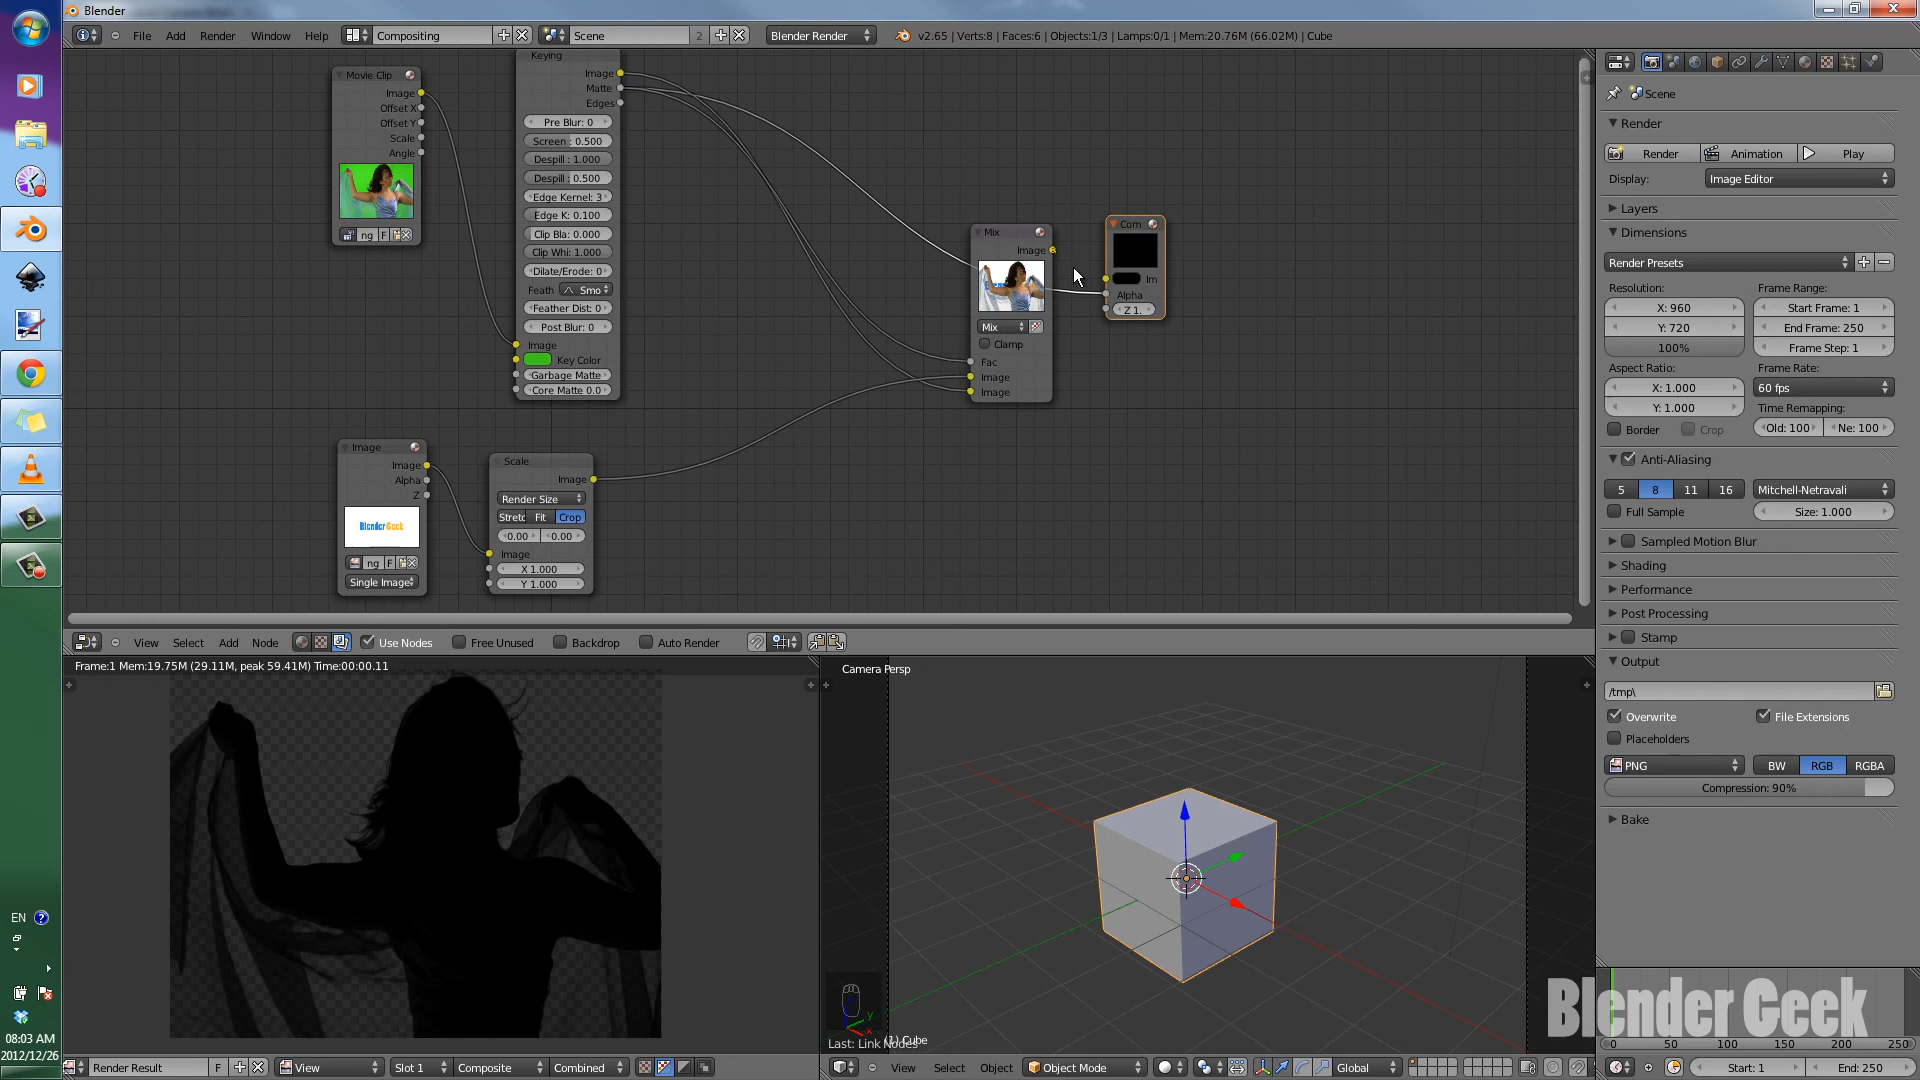 Blender
File Add Render Window Help Compositing Scene 2 Blender Render v2.65 | Verts:8 | Faces:6 | Objects:1/3 | Lamps:0/1 | Mem:20.76M (66.02M) | Cube
Movie Clip
Image
Offset X
Offset Y
Scale
Angle
ng F
Keying
Image
Matte
Edges
Pre Blur: 0
Screen : 0.500
Despill : 1.000
Despill : 0.500
Edge Kernel: 3
Edge K: 0.100
Clip Bla: 0.000
Clip Whi: 1.000
Dilate/Erode: 0
Feath Smo
Feather Dist: 0
Post Blur: 0
Image
Key Color
Garbage Matte
Core Matte 0.0
Mix
Image
Mix
Clamp
Fac
Image
Image
Com
Im
Alpha
Z 1.
Image
Image
Alpha
Z
Blender Geek
ng F
Single Image
Scale
Image
Render Size
Stretc Fit Crop
0.00 0.00
Image
X 1.000
Y 1.000
View Select Add Node Use Nodes Free Unused Backdrop Auto Render
Frame:1 Mem:19.75M (29.11M, peak 59.41M) Time:00:00.11
Camera Persp
Last: Link Nodes
(1) Cube
Render Result F View Slot 1 Composite Combined
View Select Object Object Mode Global
Scene
Render
Render Animation Play
Display: Image Editor
Layers
Dimensions
Render Presets
Resolution: Frame Range:
X: 960 Start Frame: 1
Y: 720 End Frame: 250
100% Frame Step: 1
Aspect Ratio: Frame Rate:
X: 1.000 60 fps
Y: 1.000 Time Remapping:
Border Crop Old: 100 Ne: 100
Anti-Aliasing
5 8 11 16 Mitchell-Netravali
Full Sample Size: 1.000
Sampled Motion Blur
Shading
Performance
Post Processing
Stamp
Output
/tmp\
Overwrite File Extensions
Placeholders
PNG BW RGB RGBA
Compression: 90%
Bake
Blender Geek
0 50 100 150 200 250
Start: 1 End: 250
EN
08:03 AM
2012/12/26